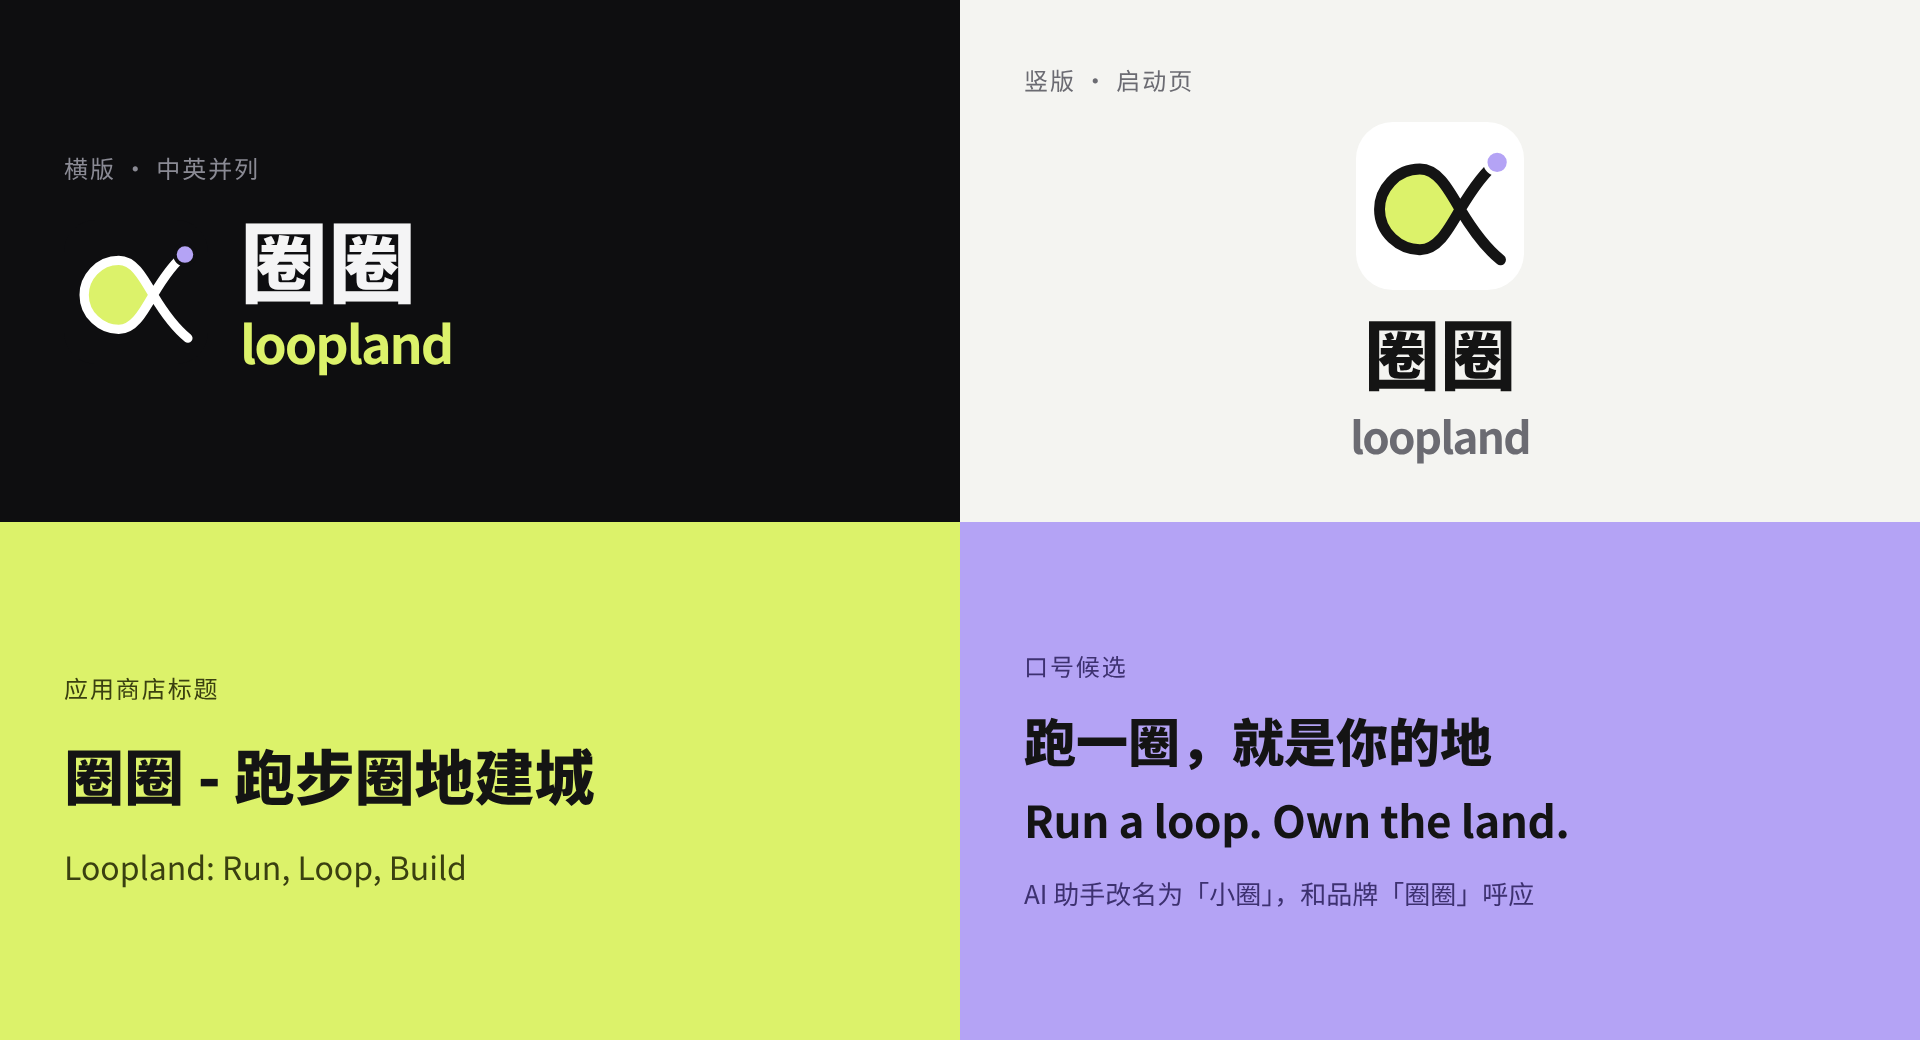 横版 · 中英并列
圈圈
loopland
竖版 · 启动页
圈圈
loopland
应用商店标题
圈圈 - 跑步圈地建城
Loopland: Run, Loop, Build
口号候选
跑一圈，就是你的地
Run a loop. Own the land.
AI 助手改名为「小圈」，和品牌「圈圈」呼应